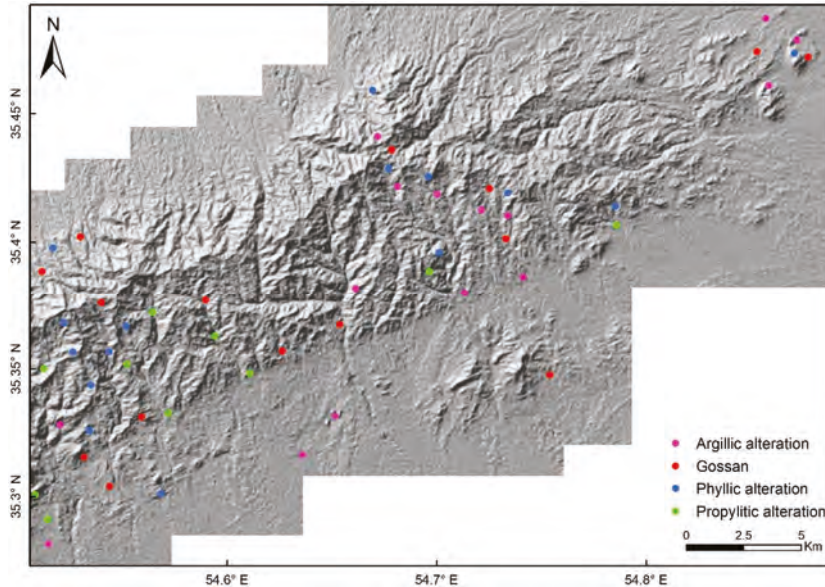 N
35.45° N
35.4° N
35.35° N
35.3° N
Argillic alteration
Gossan
Phyllic alteration
Propylitic alteration
0 2.5 5
Km
54.6° E 54.7° E 54.8° E